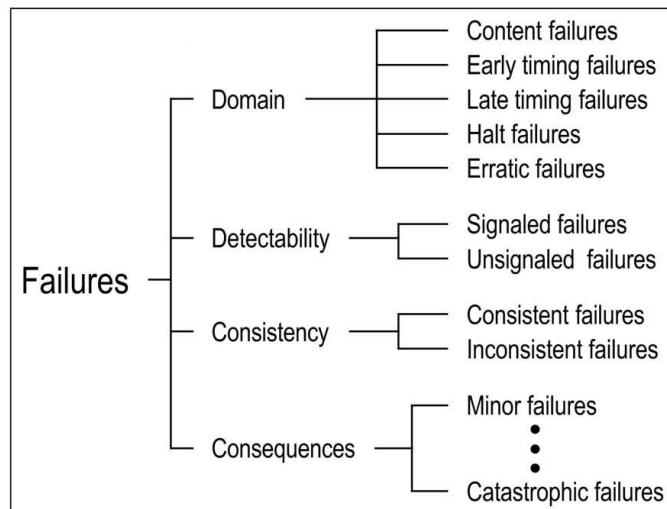 Failures
Domain
Content failures
Early timing failures
Late timing failures
Halt failures
Erratic failures
Detectability
Signaled failures
Unsignaled failures
Consistency
Consistent failures
Inconsistent failures
Consequences
Minor failures
Catastrophic failures